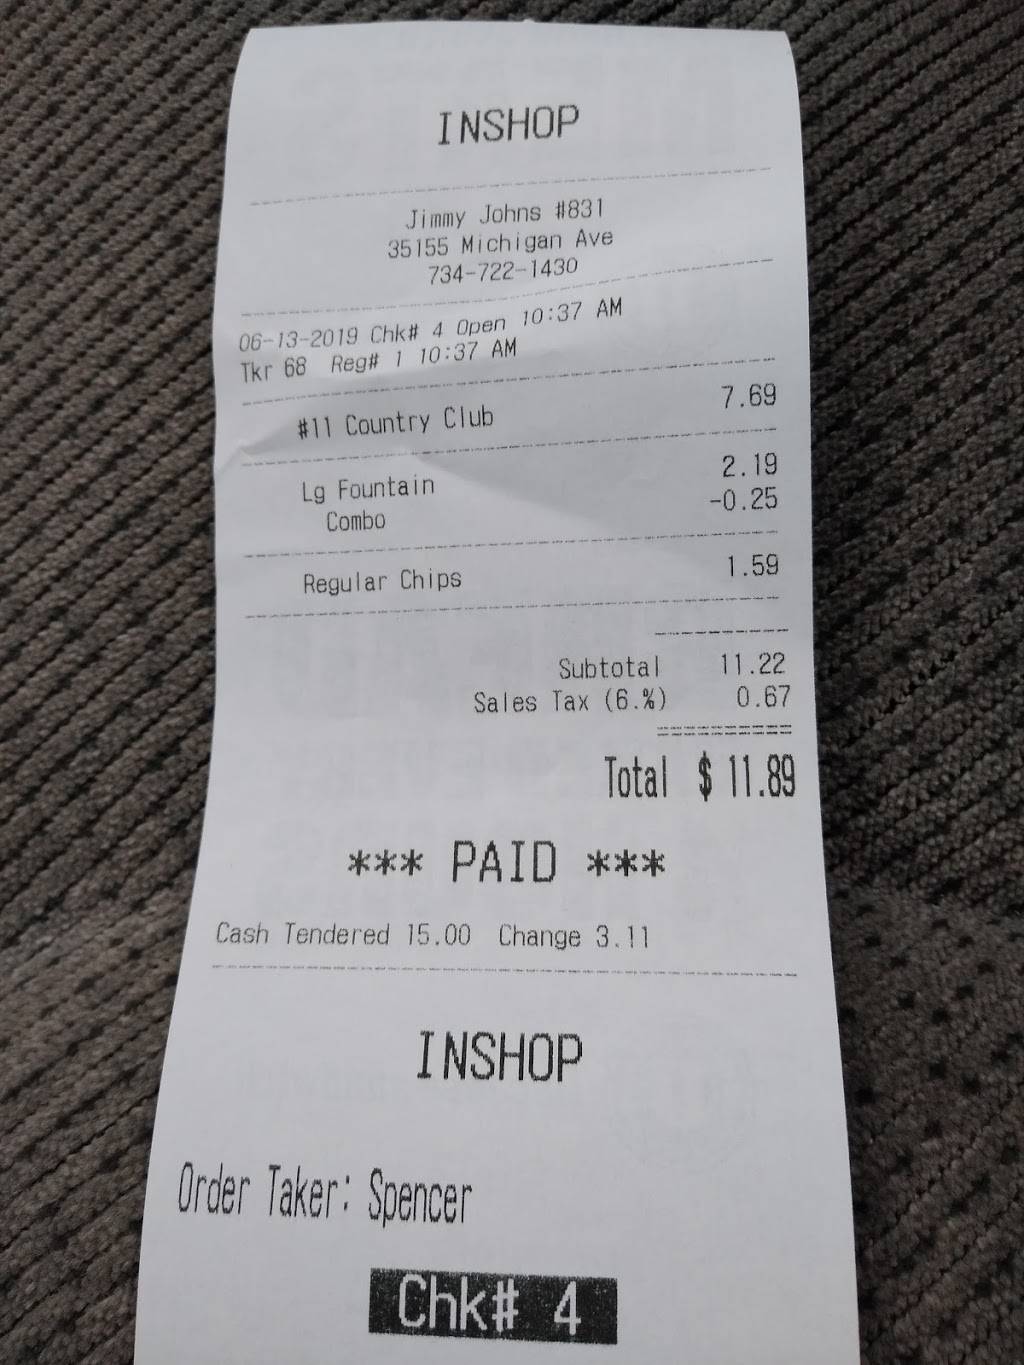 INSHOP
Jimmy Johns #831
35155 Michigan Ave
734-722-1430
06-13-2019 Chk# 4 Open 10:37 AM
Tkr 68 Reg# 1 10:37 AM
#11 Country Club 7.69
Lg Fountain 2.19
Combo -0.25
Regular Chips 1.59
Subtotal 11.22
Sales Tax (6.%) 0.67
Total $ 11.89
*** PAID ***
Cash Tendered 15.00 Change 3.11
INSHOP
Order Taker: Spencer
Chk# 4